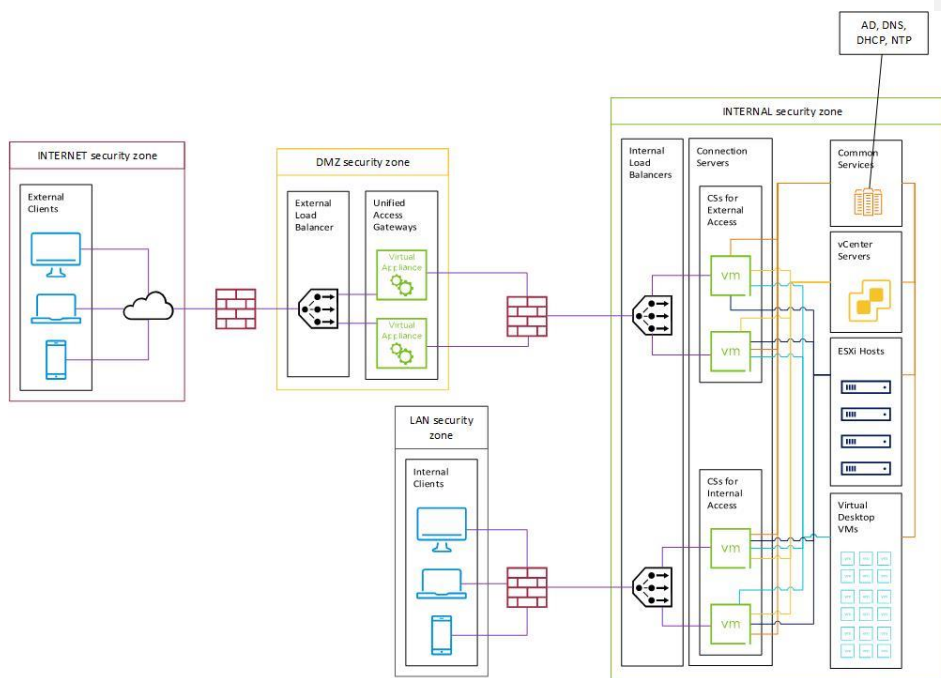 AD, DNS,
DHCP, NTP
INTERNAL security zone
INTERNET security zone
External
Clients
DMZ security zone
External
Load
Balancer
Unified
Access
Gateways
Virtual
Appliance
Virtual
Appliance
Internal
Load
Balancers
Connection
Servers
CSs for
External
Access
vm
vm
Common
Services
vCenter
Servers
ESXi Hosts
LAN security
zone
Internal
Clients
CSs for
Internal
Access
vm
vm
Virtual
Desktop
VMs